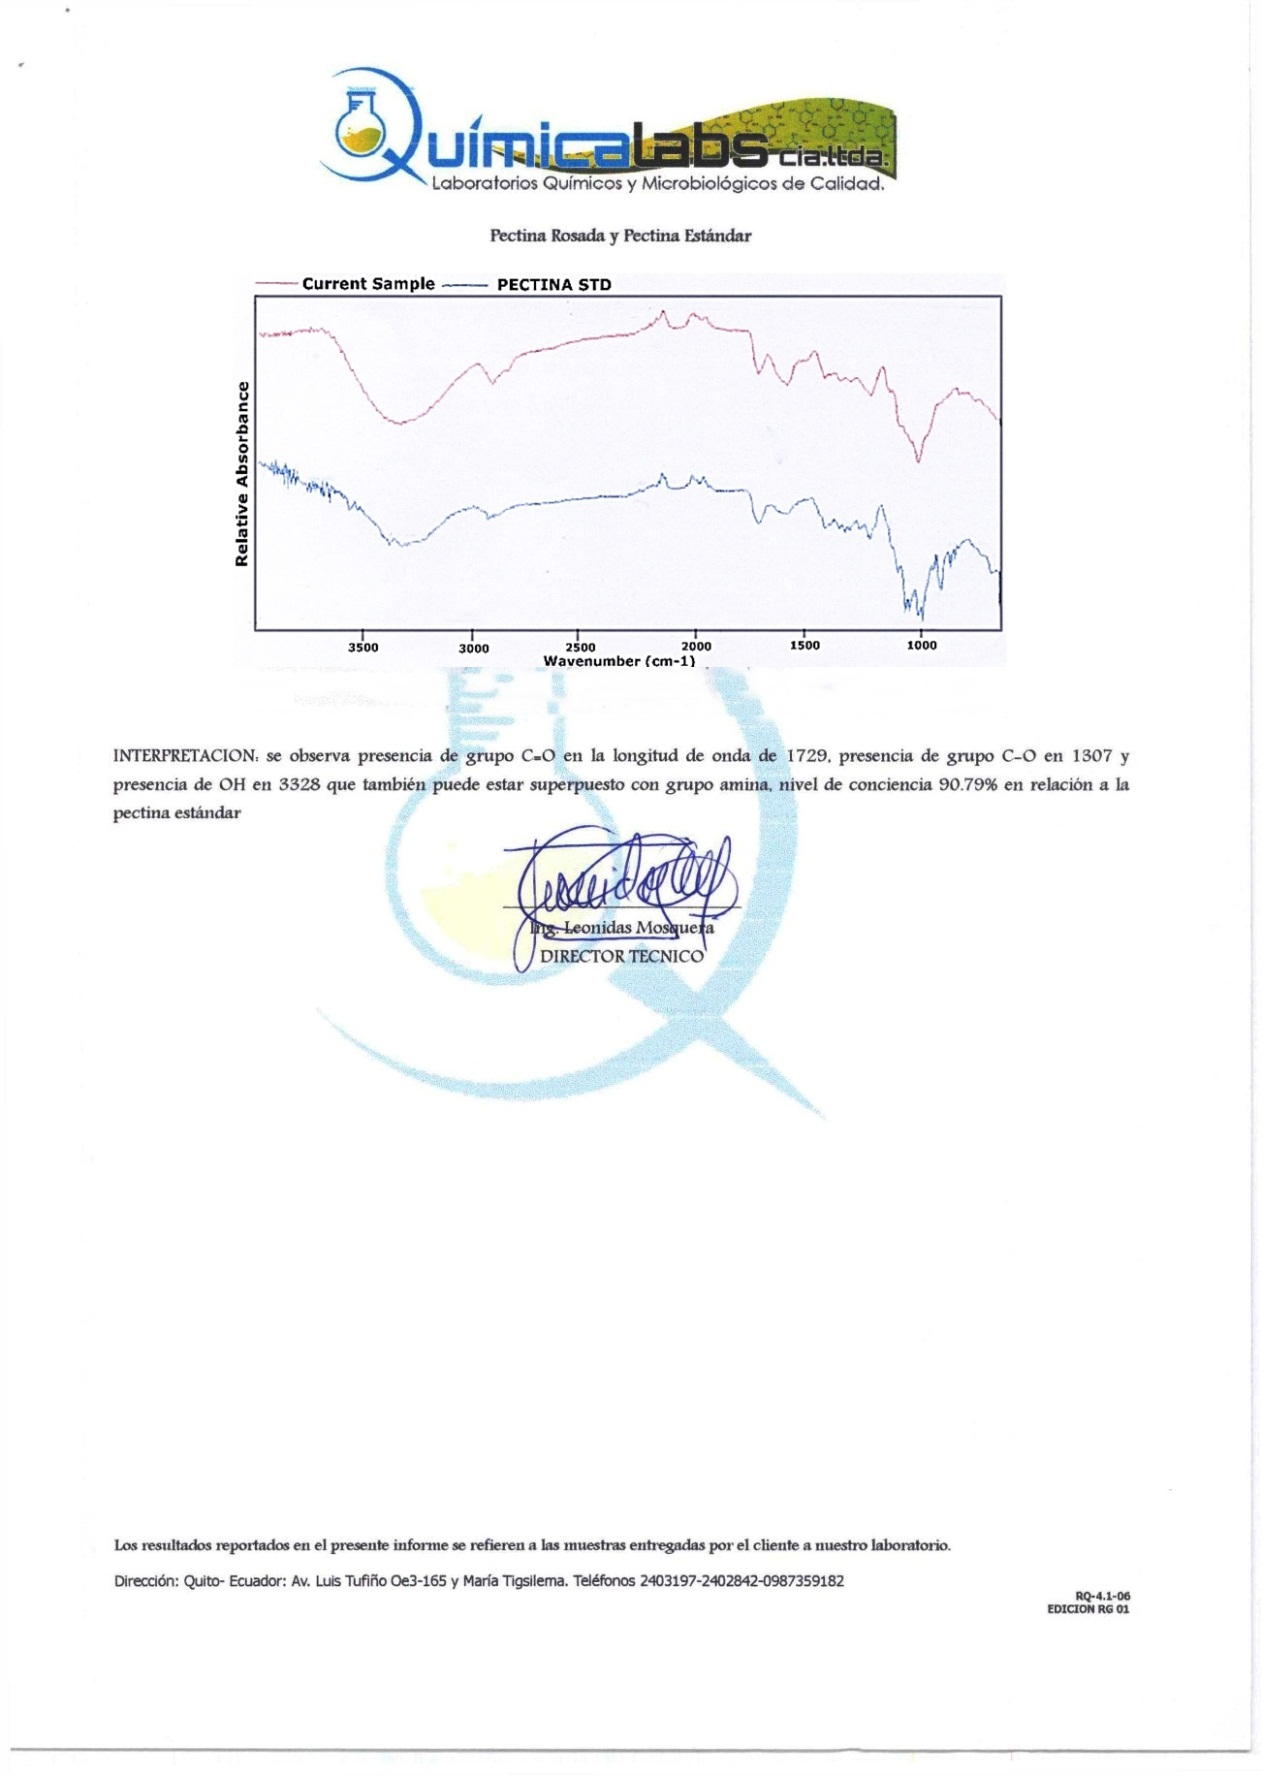 Químicalabs cia.ltda.
Laboratorios Químicos y Microbiológicos de Calidad.
Pectina Rosada y Pectina Estándar
Current Sample PECTINA STD
Relative Absorbance
3500 3000 2500 2000 1500 1000
Wavenumber (cm-1)
INTERPRETACION: se observa presencia de grupo C=O en la longitud de onda de 1729, presencia de grupo C-O en 1307 y
presencia de OH en 3328 que también puede estar superpuesto con grupo amina, nivel de conciencia 90.79% en relación a la
pectina estándar
Ing. Leonidas Mosquera
DIRECTOR TECNICO
Los resultados reportados en el presente informe se refieren a las muestras entregadas por el cliente a nuestro laboratorio.
Dirección: Quito- Ecuador: Av. Luis Tufiño Oe3-165 y María Tigsilema. Teléfonos 2403197-2402842-0987359182
RQ-4.1-06
EDICION RG 01